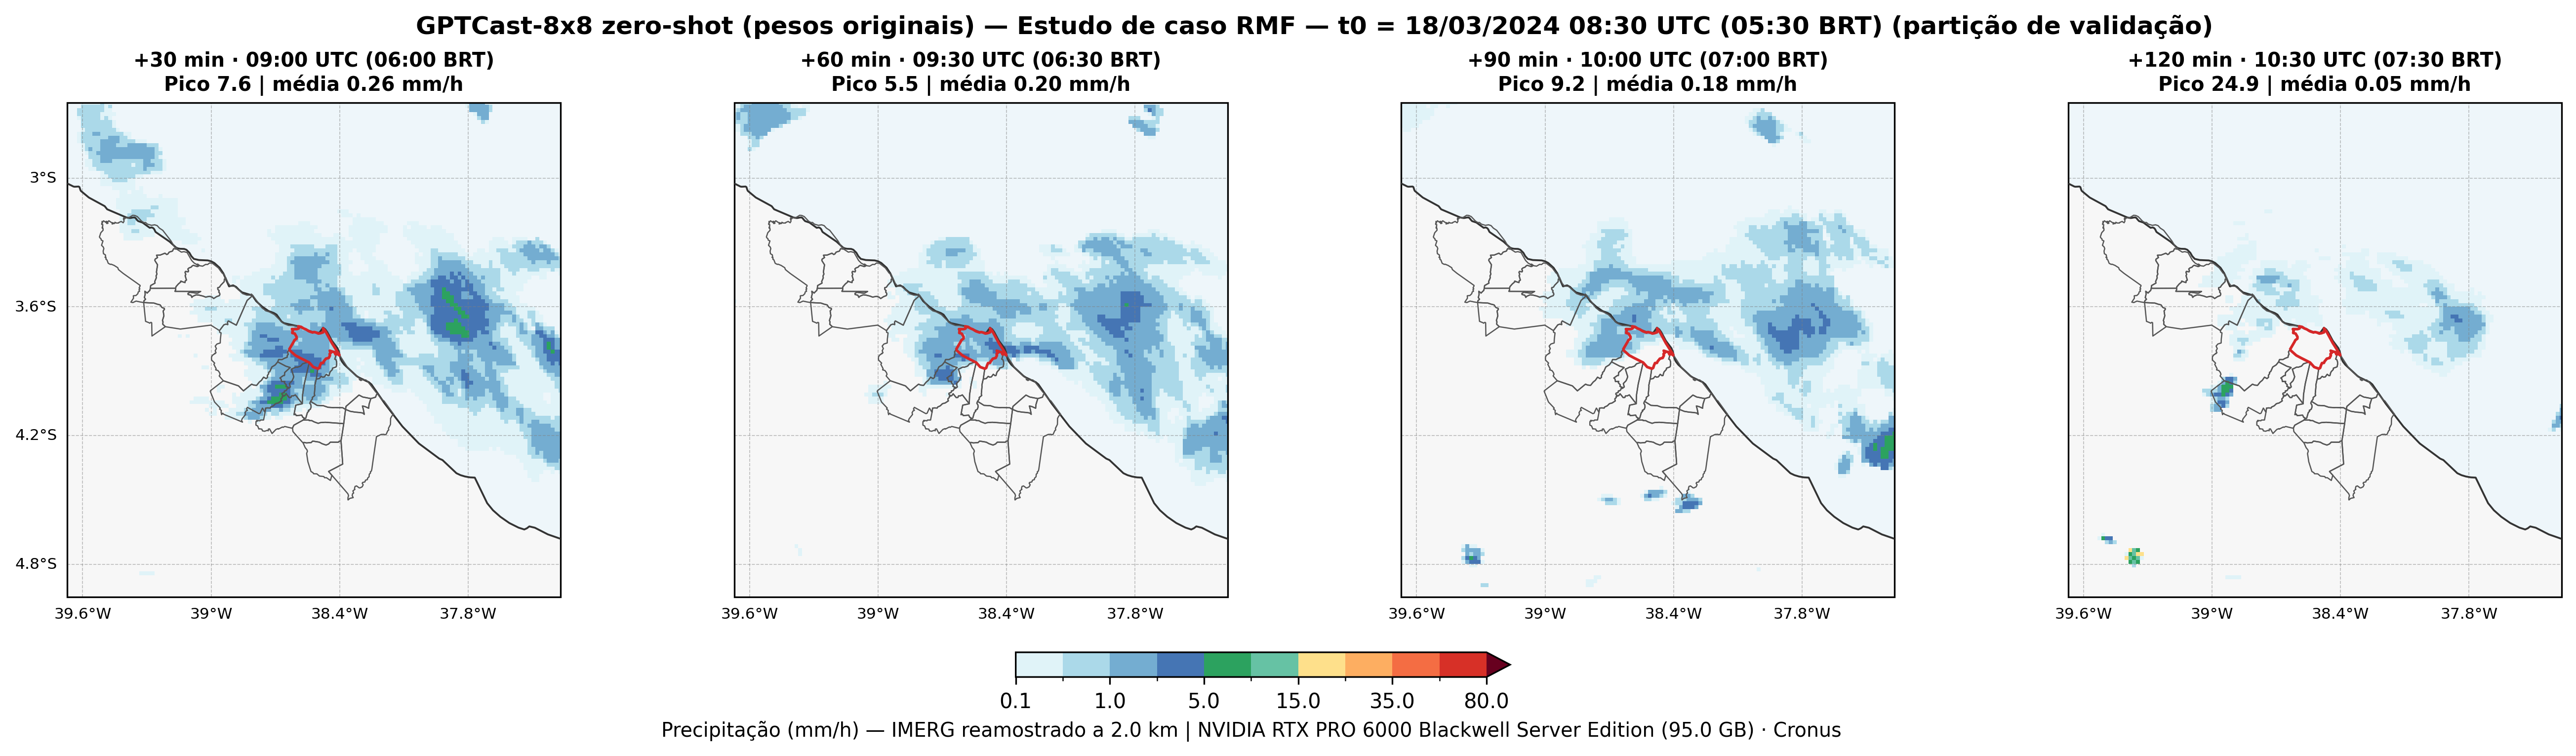 GPTCast-8x8 zero-shot (pesos originais) — Estudo de caso RMF — t0 = 18/03/2024 08:30 UTC (05:30 BRT) (partição de validação)
+30 min · 09:00 UTC (06:00 BRT)
Pico 7.6 | média 0.26 mm/h
+60 min · 09:30 UTC (06:30 BRT)
Pico 5.5 | média 0.20 mm/h
+90 min · 10:00 UTC (07:00 BRT)
Pico 9.2 | média 0.18 mm/h
+120 min · 10:30 UTC (07:30 BRT)
Pico 24.9 | média 0.05 mm/h
3°S
3.6°S
4.2°S
4.8°S
39.6°W 39°W 38.4°W 37.8°W
39.6°W 39°W 38.4°W 37.8°W
39.6°W 39°W 38.4°W 37.8°W
39.6°W 39°W 38.4°W 37.8°W
0.1 1.0 5.0 15.0 35.0 80.0
Precipitação (mm/h) — IMERG reamostrado a 2.0 km | NVIDIA RTX PRO 6000 Blackwell Server Edition (95.0 GB) · Cronus